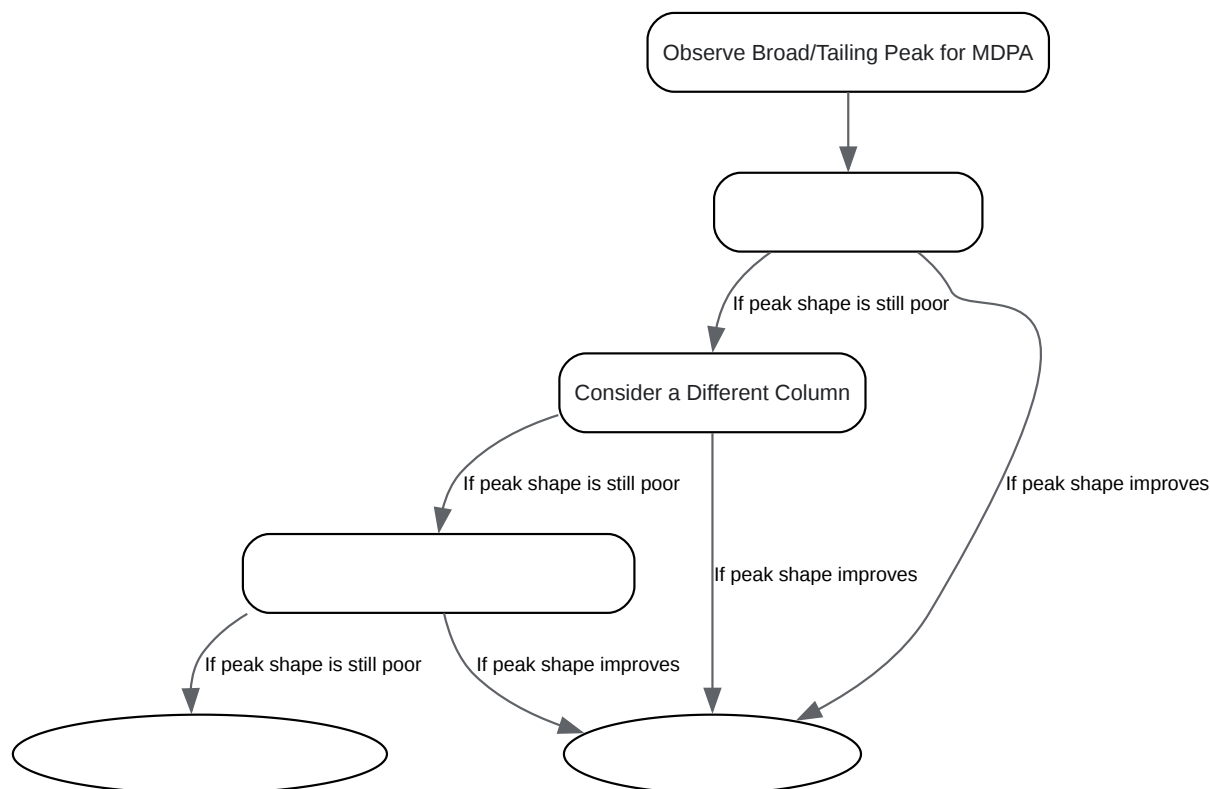 Observe Broad/Tailing Peak for MDPA
If peak shape is still poor
Consider a Different Column
If peak shape is still poor
If peak shape improves
If peak shape improves
If peak shape is still poor
If peak shape improves